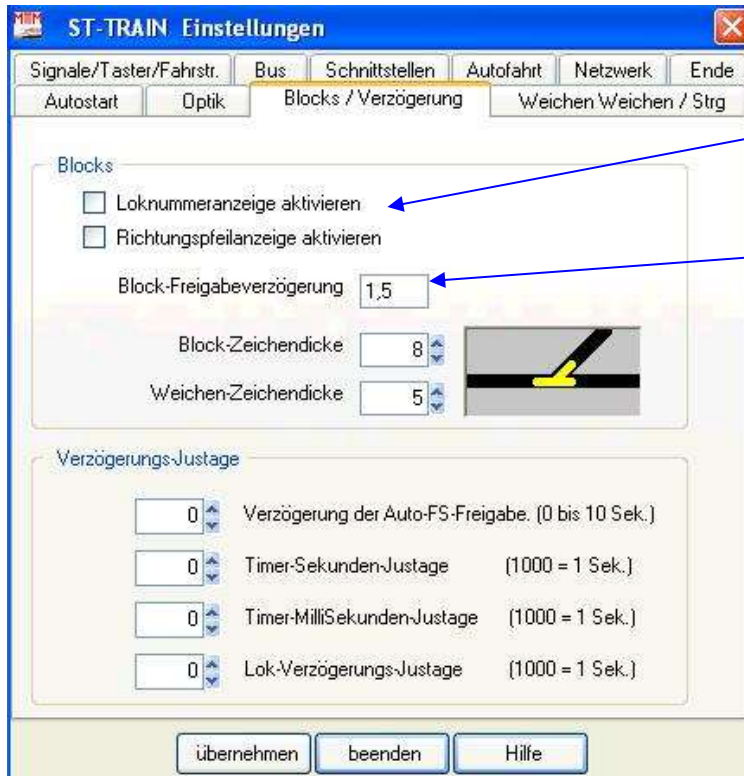 ST-TRAIN Einstellungen
Signale/Taster/Fahrstr. Bus Schnittstellen Autofahrt Netzwerk Ende
Autostart Optik Blocks / Verzögerung Weichen Weichen / Strg
Blocks
Loknummeranzeige aktivieren
Richtungspfeilanzeige aktivieren
Block-Freigabeverzögerung 1,5
Block-Zeichendicke 8
Weichen-Zeichendicke 5
Verzögerungs-Justage
0 Verzögerung der Auto-FS-Freigabe. (0 bis 10 Sek.)
0 Timer-Sekunden-Justage (1000 = 1 Sek.)
0 Timer-MilliSekunden-Justage (1000 = 1 Sek.)
0 Lok-Verzögerungs-Justage (1000 = 1 Sek.)
übernehmen beenden Hilfe